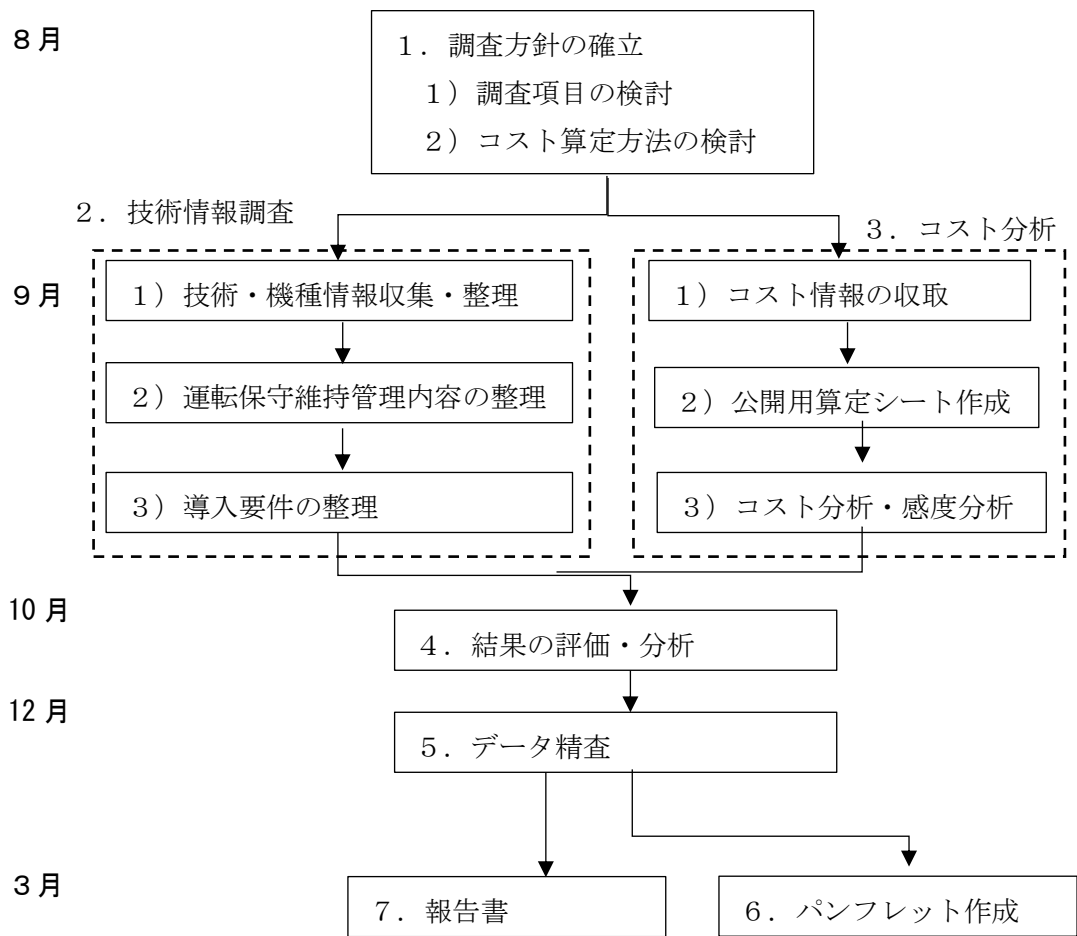 8月
1．調査方針の確立
1）調査項目の検討
2）コスト算定方法の検討
2．技術情報調査
3．コスト分析
9月
1）技術・機種情報収集・整理
1）コスト情報の収取
2）運転保守維持管理内容の整理
2）公開用算定シート作成
3）導入要件の整理
3）コスト分析・感度分析
10月
4．結果の評価・分析
12月
5．データ精査
3月
7．報告書
6．パンフレット作成